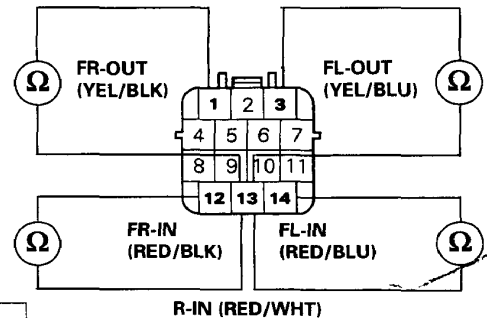 FR-OUT
(YEL/BLK)
FL-OUT
(YEL/BLU)
Ω
Ω
1 2 3
4 5 6 7
8 9 10 11
12 13 14
FR-IN
(RED/BLK)
FL-IN
(RED/BLU)
Ω
Ω
R-IN (RED/WHT)